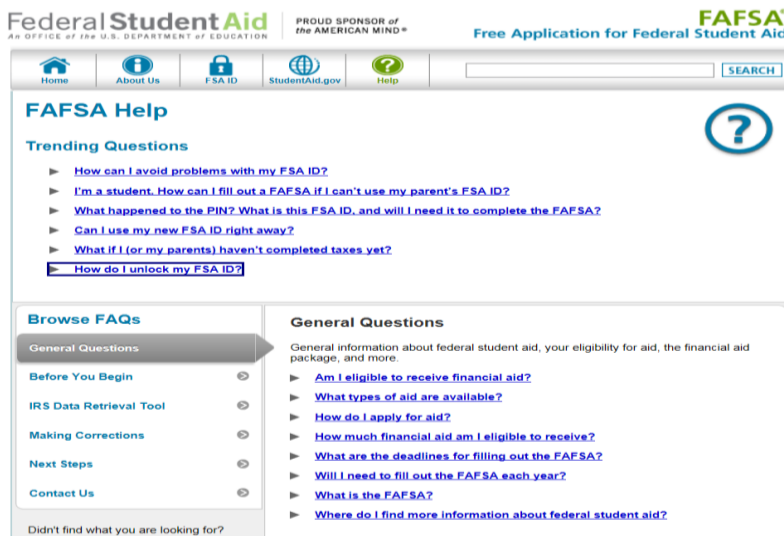 Federal Student Aid
An OFFICE of the U.S. DEPARTMENT of EDUCATION
PROUD SPONSOR of
the AMERICAN MIND®
FAFSA®
Free Application for Federal Student Aid
Home
About Us
FSA ID
StudentAid.gov
Help
SEARCH
FAFSA Help
?
Trending Questions
How can I avoid problems with my FSA ID?
I'm a student. How can I fill out a FAFSA if I can't use my parent's FSA ID?
What happened to the PIN? What is this FSA ID, and will I need it to complete the FAFSA?
Can I use my new FSA ID right away?
What if I (or my parents) haven't completed taxes yet?
How do I unlock my FSA ID?
Browse FAQs
General Questions
Before You Begin
IRS Data Retrieval Tool
Making Corrections
Next Steps
Contact Us
Didn't find what you are looking for?
General Questions
General information about federal student aid, your eligibility for aid, the financial aid
package, and more.
Am I eligible to receive financial aid?
What types of aid are available?
How do I apply for aid?
How much financial aid am I eligible to receive?
What are the deadlines for filling out the FAFSA?
Will I need to fill out the FAFSA each year?
What is the FAFSA?
Where do I find more information about federal student aid?